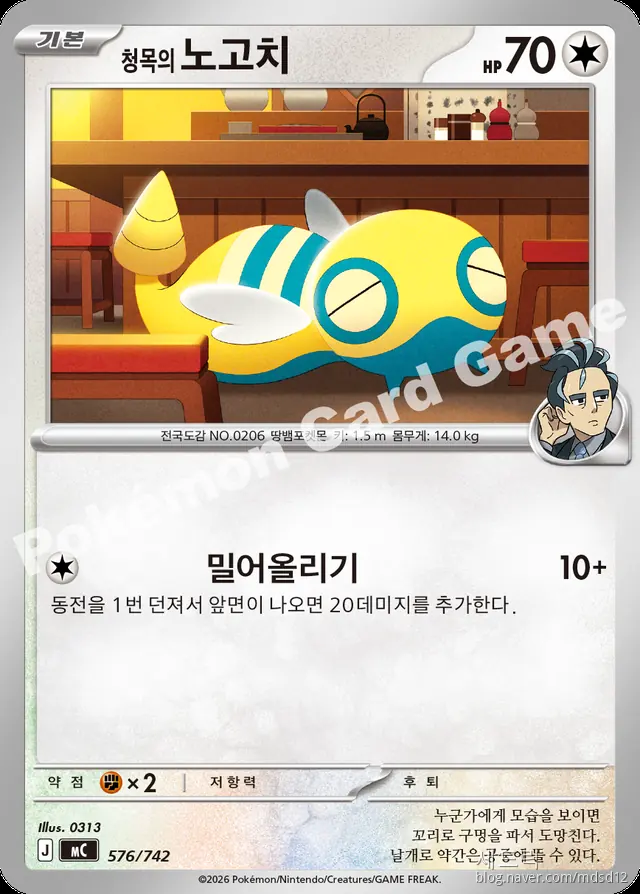 기본
청목의 노고치
HP 70
전국도감 NO.0206 땅뱀포켓몬 키: 1.5 m 몸무게: 14.0 kg
Pokémon Card Game
밀어올리기 10+
동전을 1번 던져서 앞면이 나오면 20데미지를 추가한다.
약점 ×2 저항력 후퇴
Illus. 0313
J MC 576/742
누군가에게 모습을 보이면
꼬리로 구멍을 파서 도망친다.
날개로 약간은 공중에 뜰 수 있다.
blog.naver.com/mdsd12
©2026 Pokémon/Nintendo/Creatures/GAME FREAK.